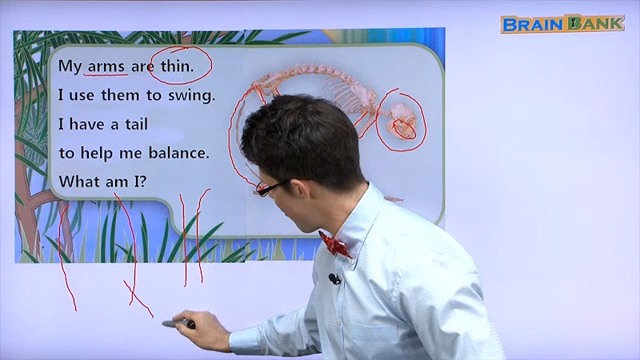 BRAIN BANK
My arms are thin.
I use them to swing.
I have a tail
to help me balance.
What am I?